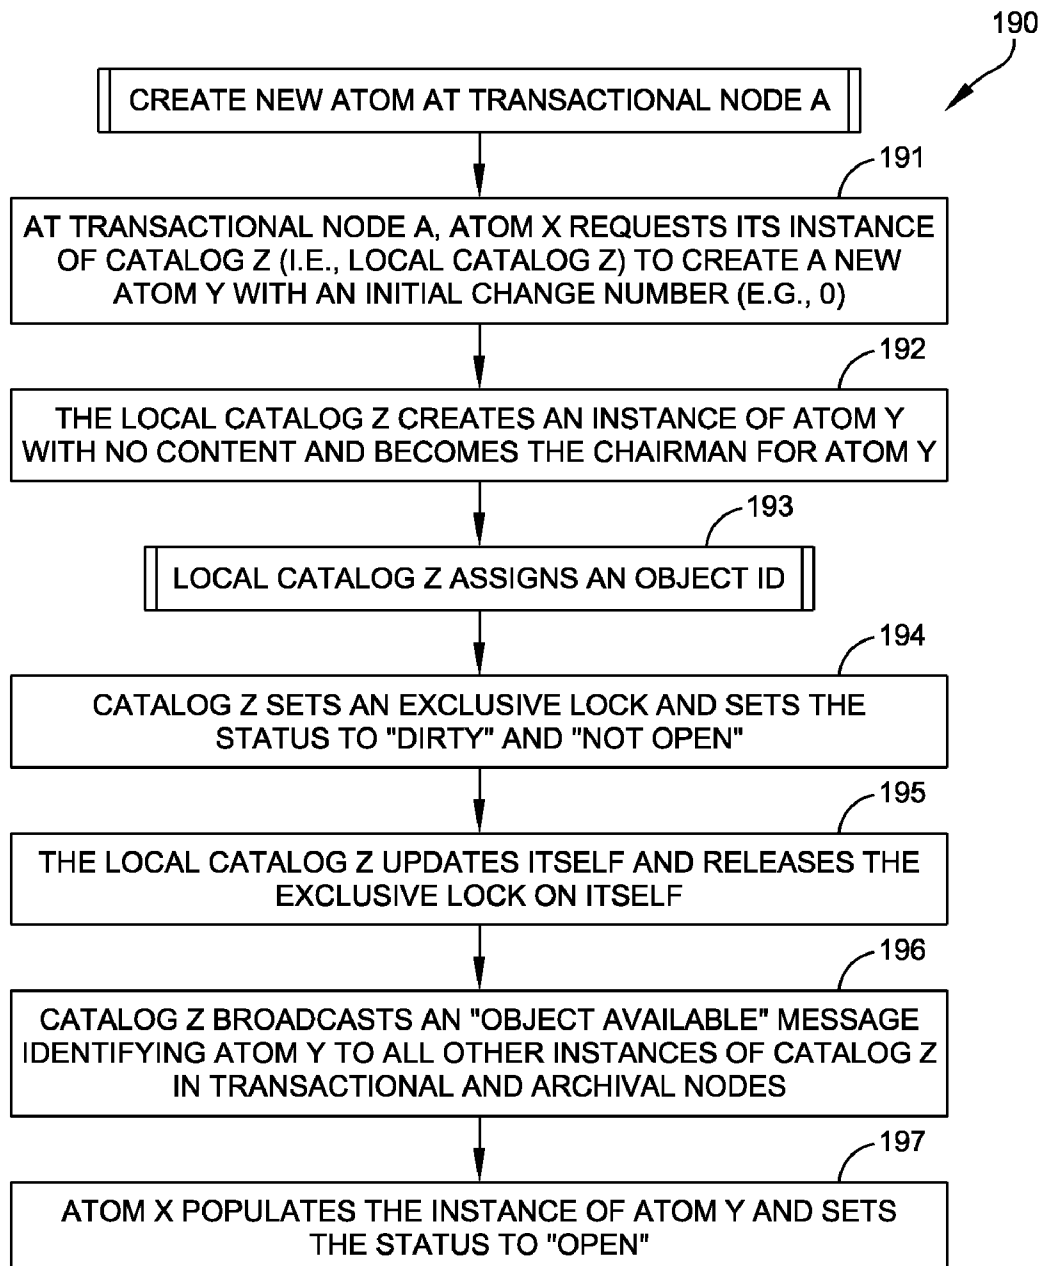 190
CREATE NEW ATOM AT TRANSACTIONAL NODE A
191
AT TRANSACTIONAL NODE A, ATOM X REQUESTS ITS INSTANCE
OF CATALOG Z (I.E., LOCAL CATALOG Z) TO CREATE A NEW
ATOM Y WITH AN INITIAL CHANGE NUMBER (E.G., 0)
192
THE LOCAL CATALOG Z CREATES AN INSTANCE OF ATOM Y
WITH NO CONTENT AND BECOMES THE CHAIRMAN FOR ATOM Y
193
LOCAL CATALOG Z ASSIGNS AN OBJECT ID
194
CATALOG Z SETS AN EXCLUSIVE LOCK AND SETS THE
STATUS TO "DIRTY" AND "NOT OPEN"
195
THE LOCAL CATALOG Z UPDATES ITSELF AND RELEASES THE
EXCLUSIVE LOCK ON ITSELF
196
CATALOG Z BROADCASTS AN "OBJECT AVAILABLE" MESSAGE
IDENTIFYING ATOM Y TO ALL OTHER INSTANCES OF CATALOG Z
IN TRANSACTIONAL AND ARCHIVAL NODES
197
ATOM X POPULATES THE INSTANCE OF ATOM Y AND SETS
THE STATUS TO "OPEN"